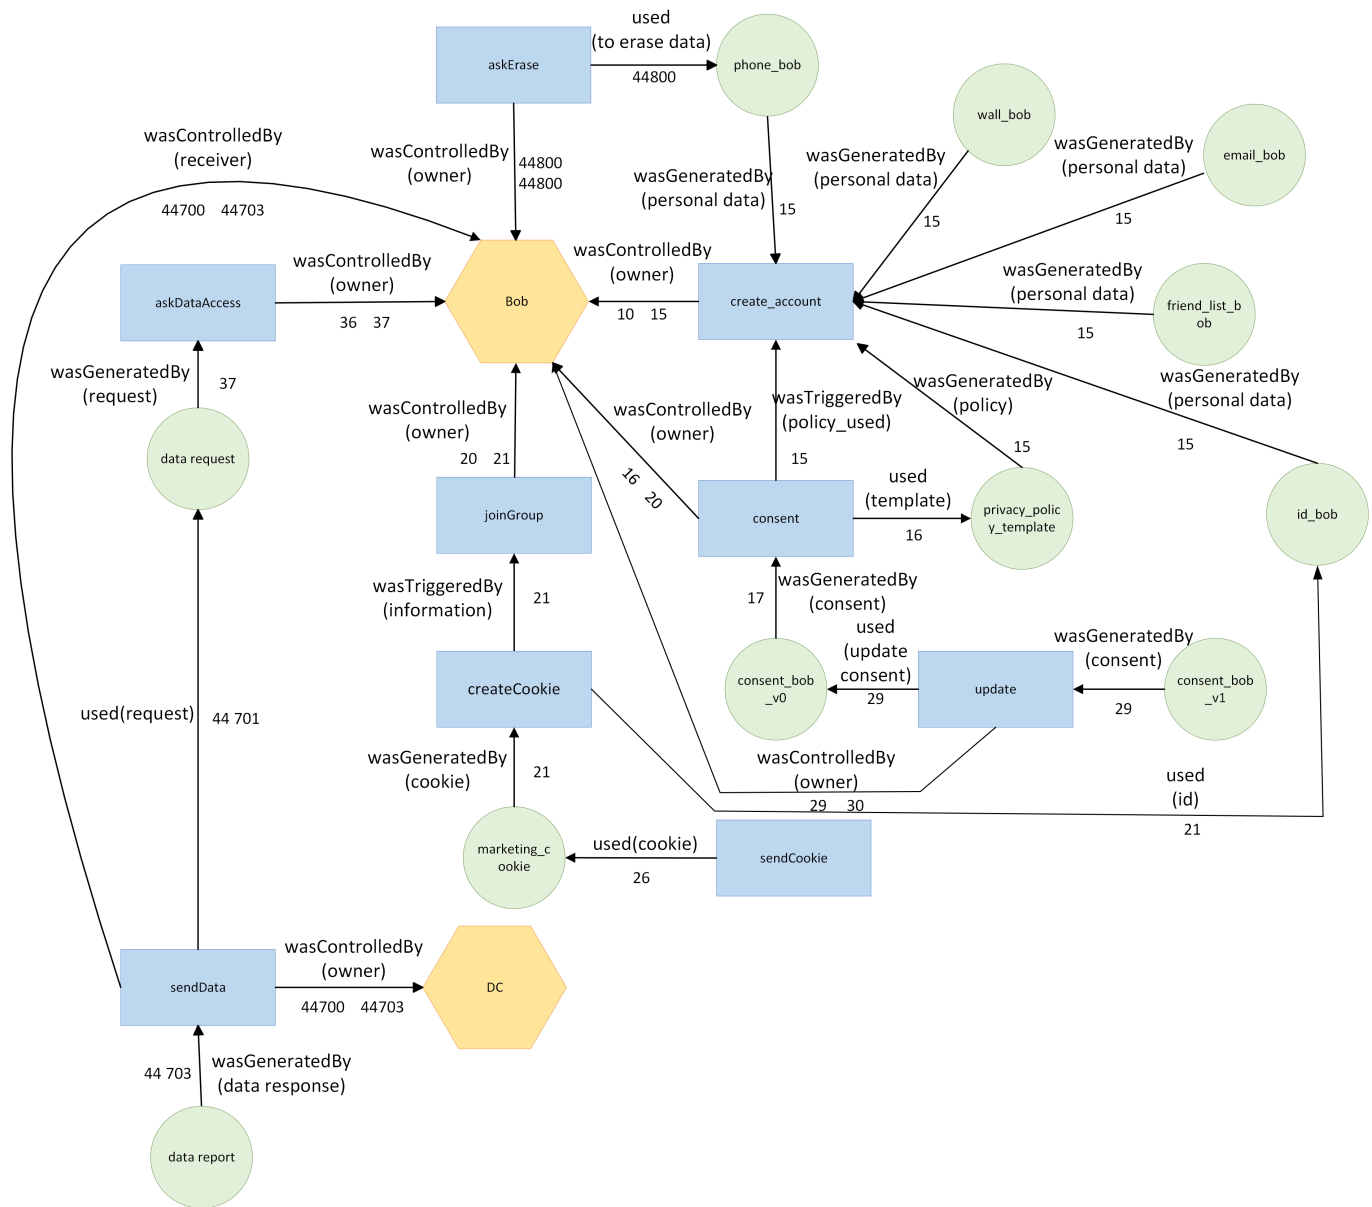 used
(to erase data)
44800
askErase
phone_bob
wall_bob
email_bob
wasControlledBy
(receiver)
44700 44703
wasControlledBy
(owner)
44800
44800
wasGeneratedBy
(personal data)
15
wasGeneratedBy
(personal data)
15
wasGeneratedBy
(personal data)
15
askDataAccess
wasControlledBy
(owner)
36 37
Bob
wasControlledBy
(owner)
10 15
create_account
wasGeneratedBy
(personal data)
15
friend_list_b
ob
wasGeneratedBy
(request)
37
data request
wasControlledBy
(owner)
20 21
wasControlledBy
(owner)
16 20
wasTriggeredBy
(policy_used)
15
wasGeneratedBy
(policy)
15
wasGeneratedBy
(personal data)
15
joinGroup
consent
used
(template)
16
privacy_polic
y_template
id_bob
wasTriggeredBy
(information)
21
17
wasGeneratedBy
(consent)
used
(update
consent)
29
wasGeneratedBy
(consent)
29
createCookie
consent_bob
_v0
update
consent_bob
_v1
used(request)
44 701
wasGeneratedBy
(cookie)
21
wasControlledBy
(owner)
29 30
used
(id)
21
marketing_c
ookie
used(cookie)
26
sendCookie
sendData
wasControlledBy
(owner)
44700 44703
DC
44 703
wasGeneratedBy
(data response)
data report